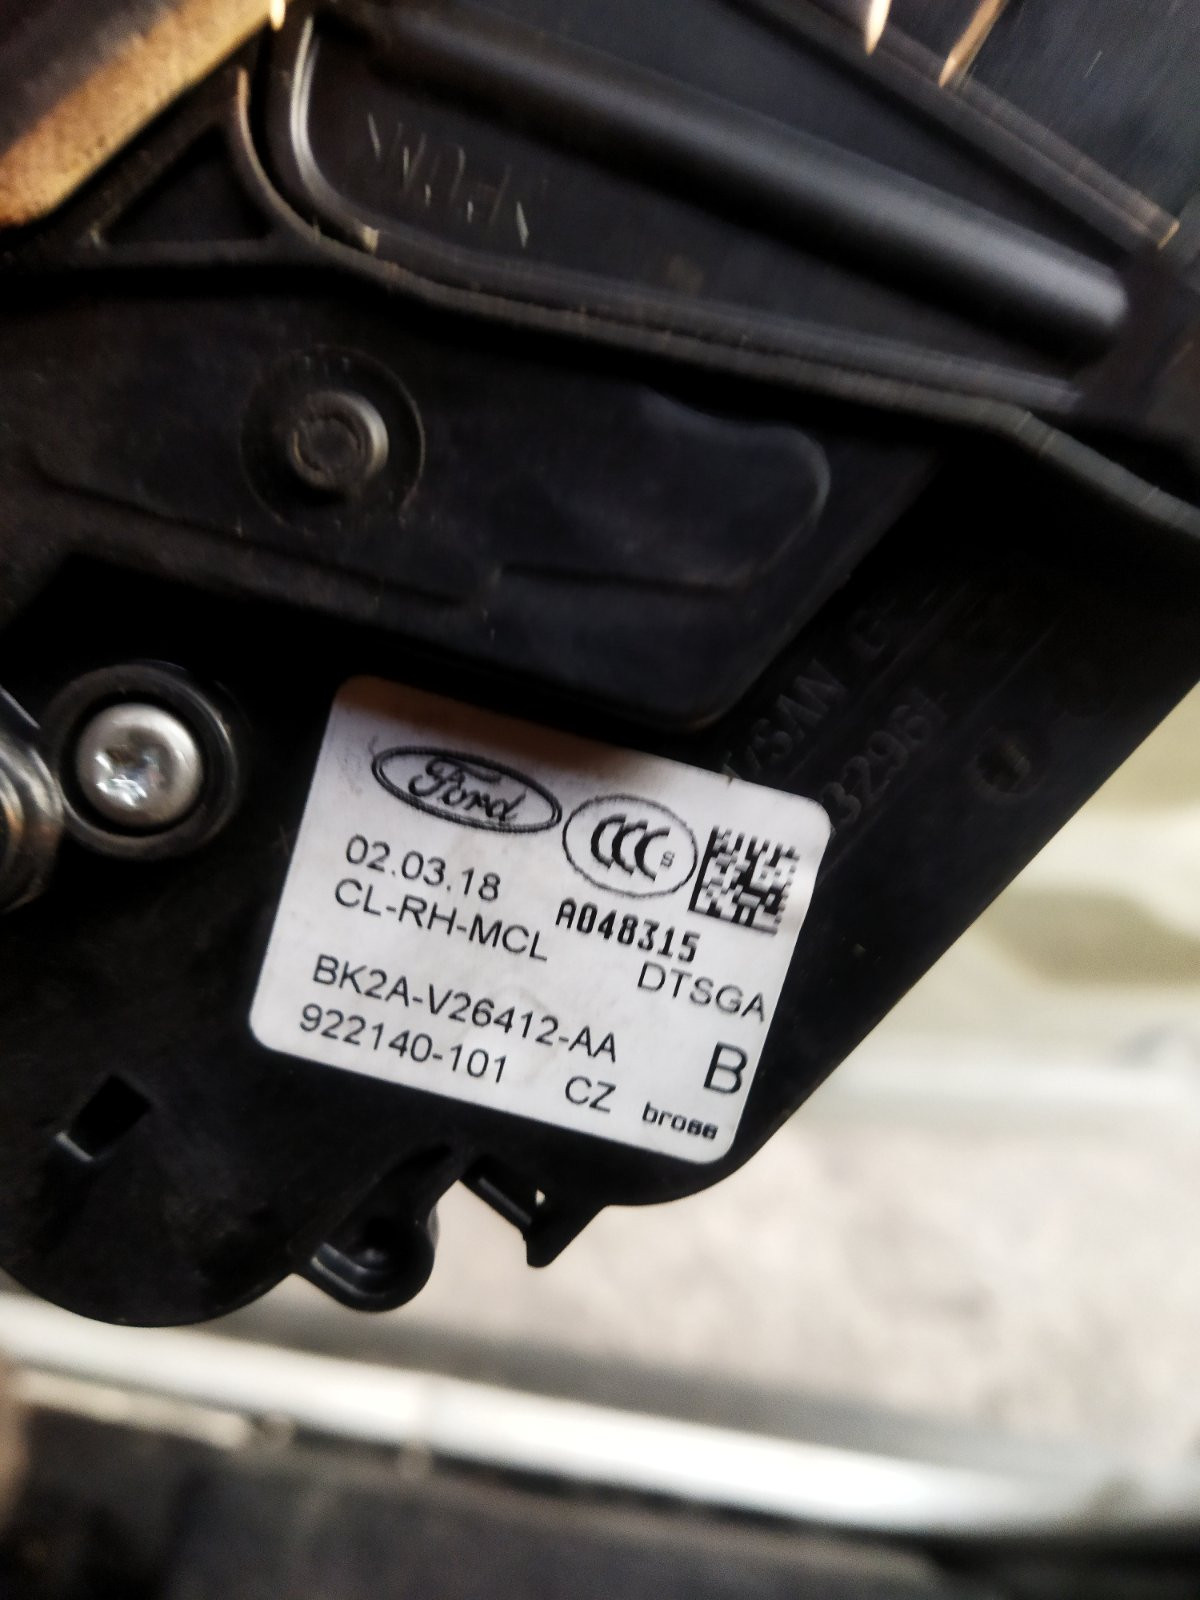 Ford
CCC S
02.03.18
CL-RH-MCL
A048315
DTSGA
BK2A-V26412-AA
922140-101
CZ
B
brose